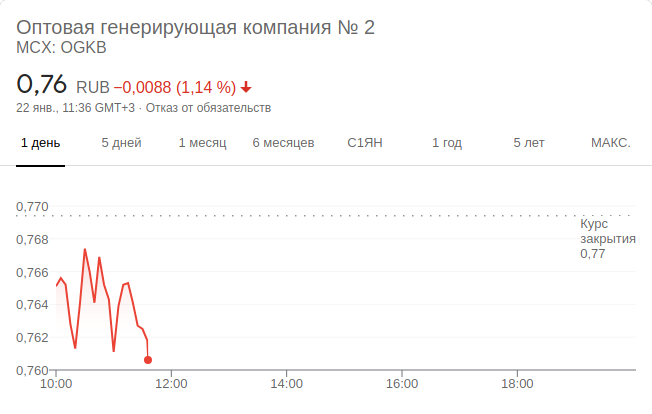 Оптовая генерирующая компания № 2
MCX: OGKB
0,76 RUB −0,0088 (1,14 %)
22 янв., 11:36 GMT+3 · Отказ от обязательств
1 день 5 дней 1 месяц 6 месяцев С1ЯН 1 год 5 лет МАКС.
0,770
Курс
закрытия
0,77
0,768
0,766
0,764
0,762
0,760
10:00 12:00 14:00 16:00 18:00